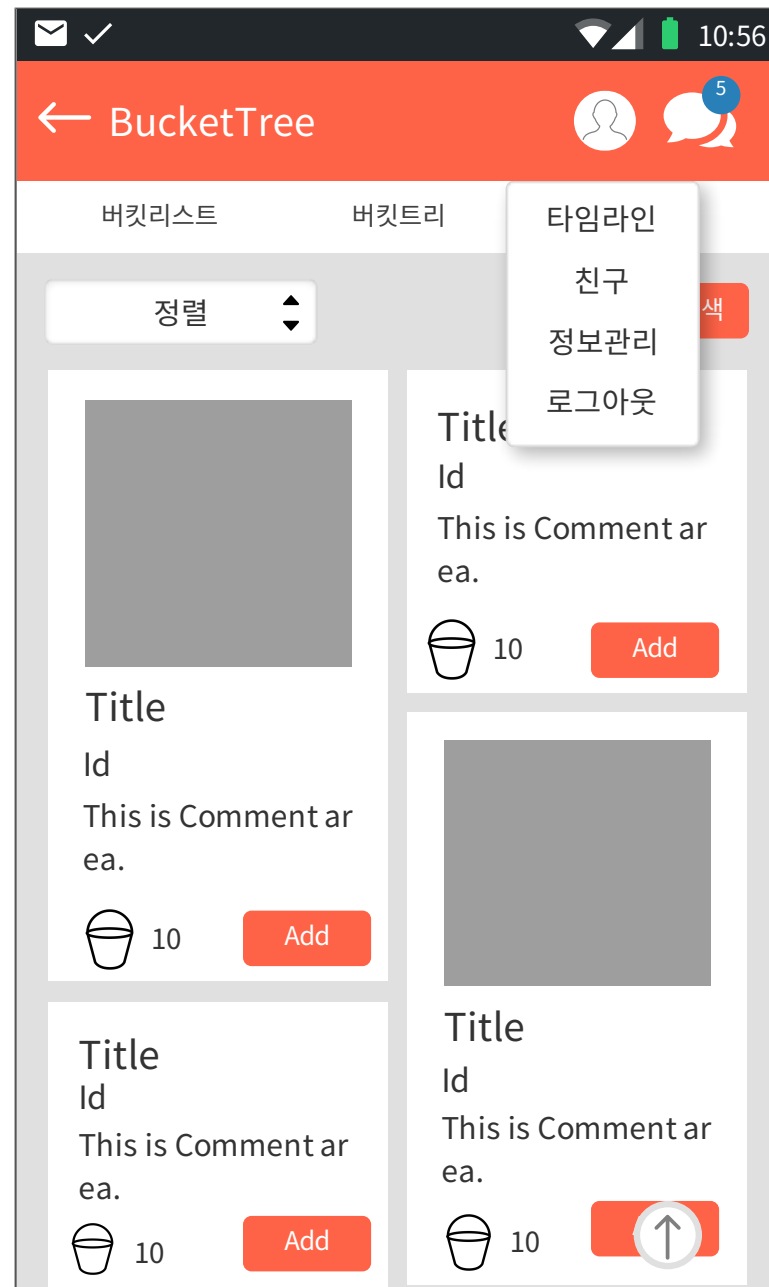 10:56
BucketTree
5
버킷리스트
버킷트리
타임라인
친구
정보관리
로그아웃
정렬
색
Title
Id
This is Comment ar
ea.
10
Add
Title
Id
This is Comment ar
ea.
10
Add
Title
Id
This is Comment ar
ea.
10
Add
Title
Id
This is Comment ar
ea.
10